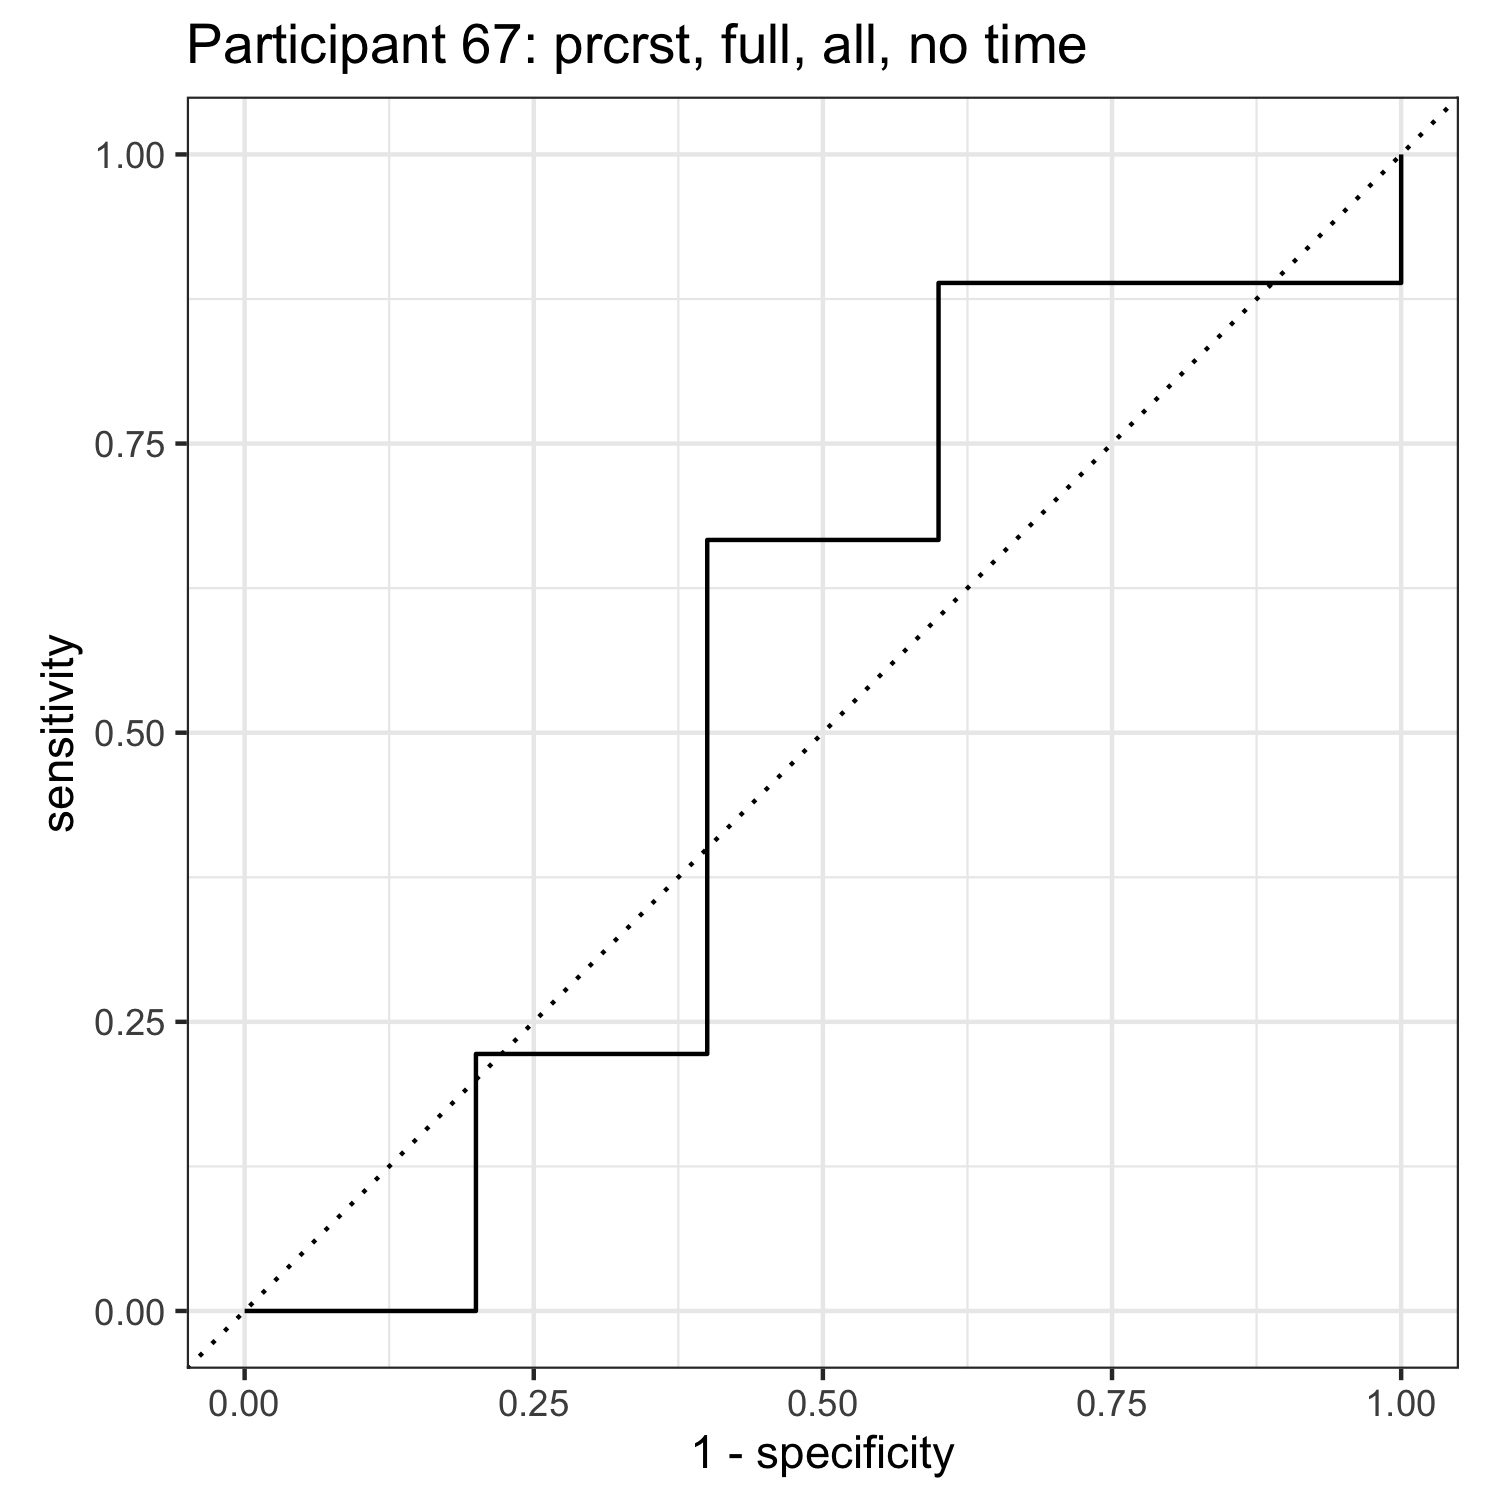 Participant 67: prcrst, full, all, no time
1.00
0.75
0.50
0.25
0.00
sensitivity
0.00 0.25 0.50 0.75 1.00
1 - specificity